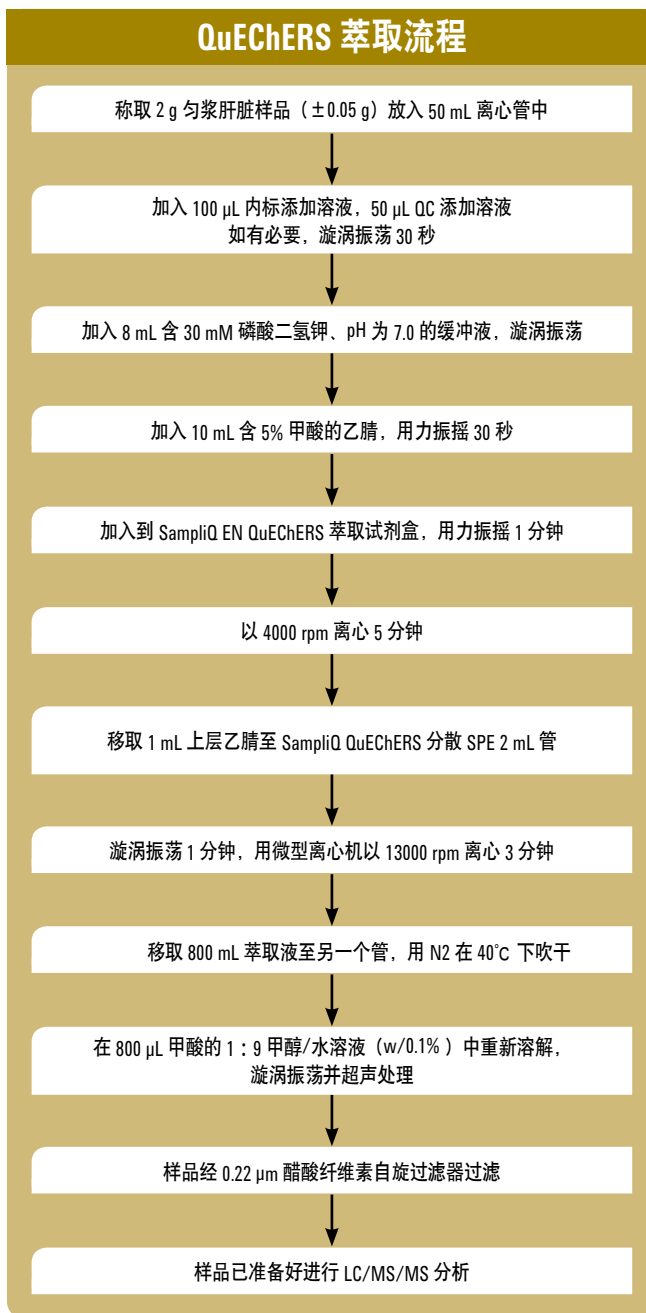 QuEChERS 萃取流程
称取 2 g 匀浆肝脏样品（±0.05 g）放入 50 mL 离心管中
加入 100 µL 内标添加溶液，50 µL QC 添加溶液
如有必要，漩涡振荡 30 秒
加入 8 mL 含 30 mM 磷酸二氢钾、pH 为 7.0 的缓冲液，漩涡振荡
加入 10 mL 含 5% 甲酸的乙腈，用力振摇 30 秒
加入到 SampliQ EN QuEChERS 萃取试剂盒，用力振摇 1 分钟
以 4000 rpm 离心 5 分钟
移取 1 mL 上层乙腈至 SampliQ QuEChERS 分散 SPE 2 mL 管
漩涡振荡 1 分钟，用微型离心机以 13000 rpm 离心 3 分钟
移取 800 mL 萃取液至另一个管，用 N2 在 40°C 下吹干
在 800 µL 甲酸的 1：9 甲醇/水溶液（w/0.1% ）中重新溶解，
漩涡振荡并超声处理
样品经 0.22 µm 醋酸纤维素自旋过滤器过滤
样品已准备好进行 LC/MS/MS 分析